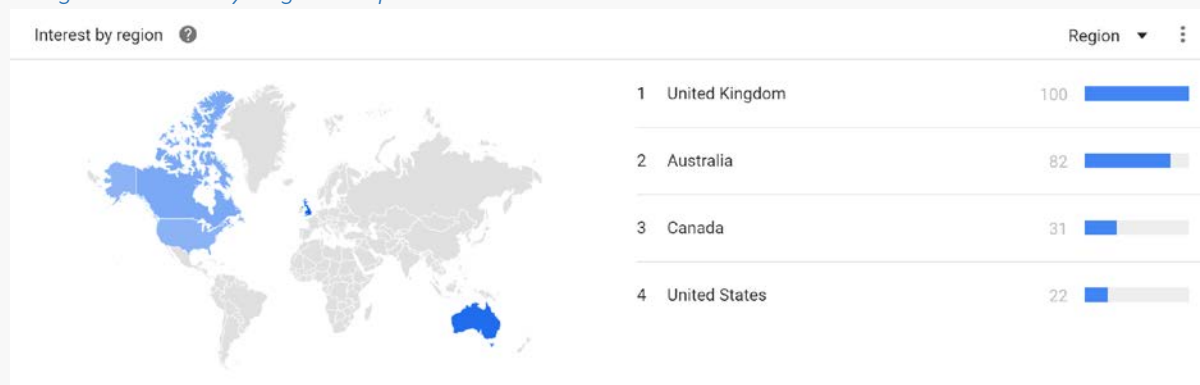 Interest by region ?
Region
1 United Kingdom 100
2 Australia 82
3 Canada 31
4 United States 22